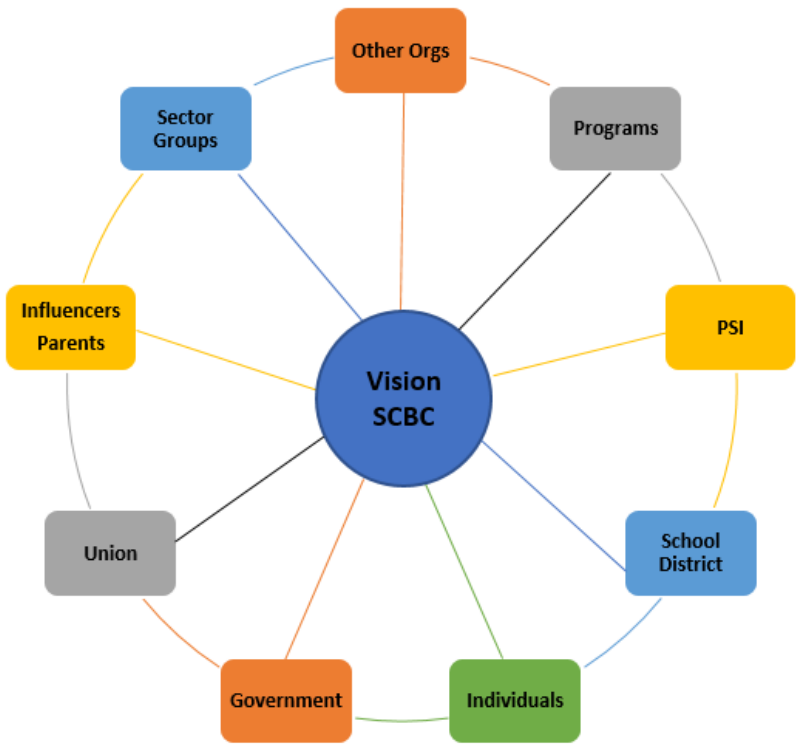 Other Orgs
Programs
PSI
School
District
Individuals
Government
Union
Influencers
Parents
Sector
Groups
Vision
SCBC